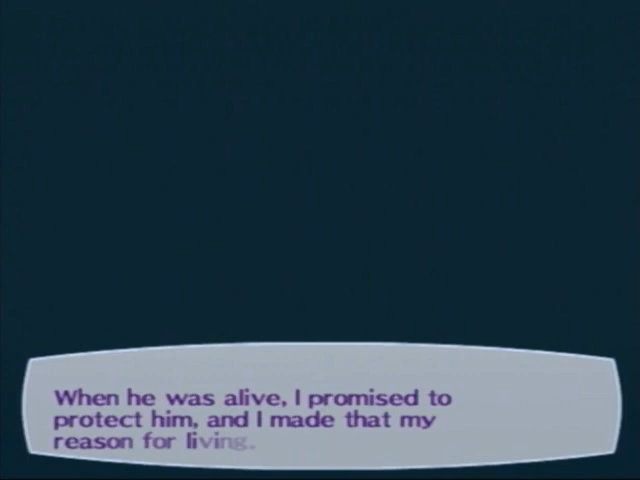 When he was alive, I promised to
protect him, and I made that my
reason for living.